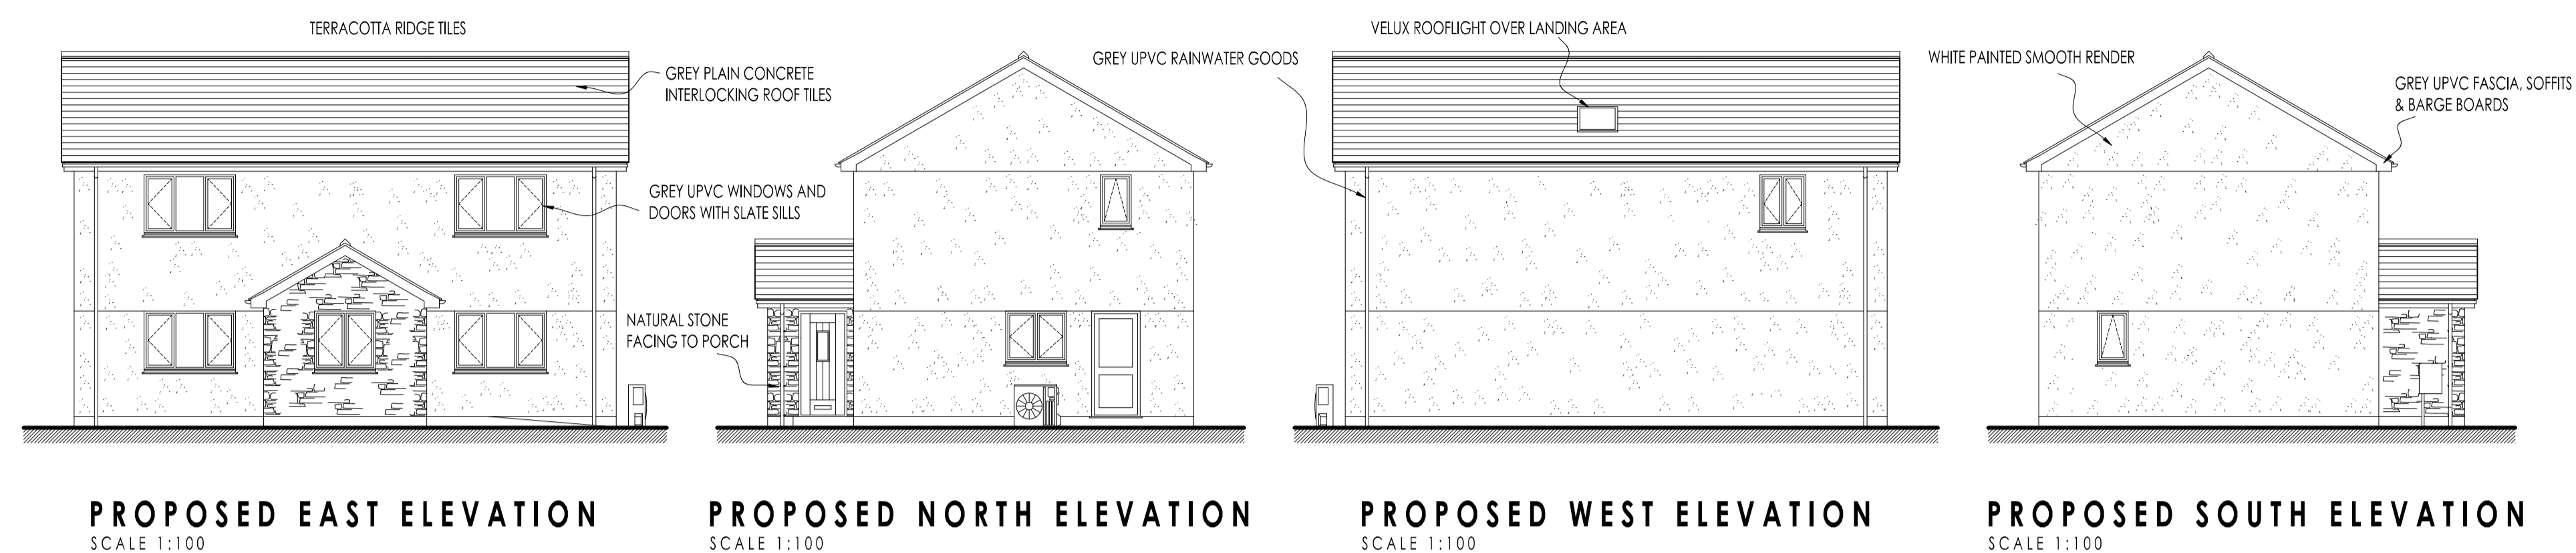 TERRACOTTA RIDGE TILES
GREY PLAIN CONCRETE
INTERLOCKING ROOF TILES
GREY UPVC WINDOWS AND
DOORS WITH SLATE SILLS
NATURAL STONE
FACING TO PORCH
GREY UPVC RAINWATER GOODS
VELUX ROOFLIGHT OVER LANDING AREA
WHITE PAINTED SMOOTH RENDER
GREY UPVC FASCIA, SOFFITS
& BARGE BOARDS
PROPOSED EAST ELEVATION
SCALE 1:100
PROPOSED NORTH ELEVATION
SCALE 1:100
PROPOSED WEST ELEVATION
SCALE 1:100
PROPOSED SOUTH ELEVATION
SCALE 1:100